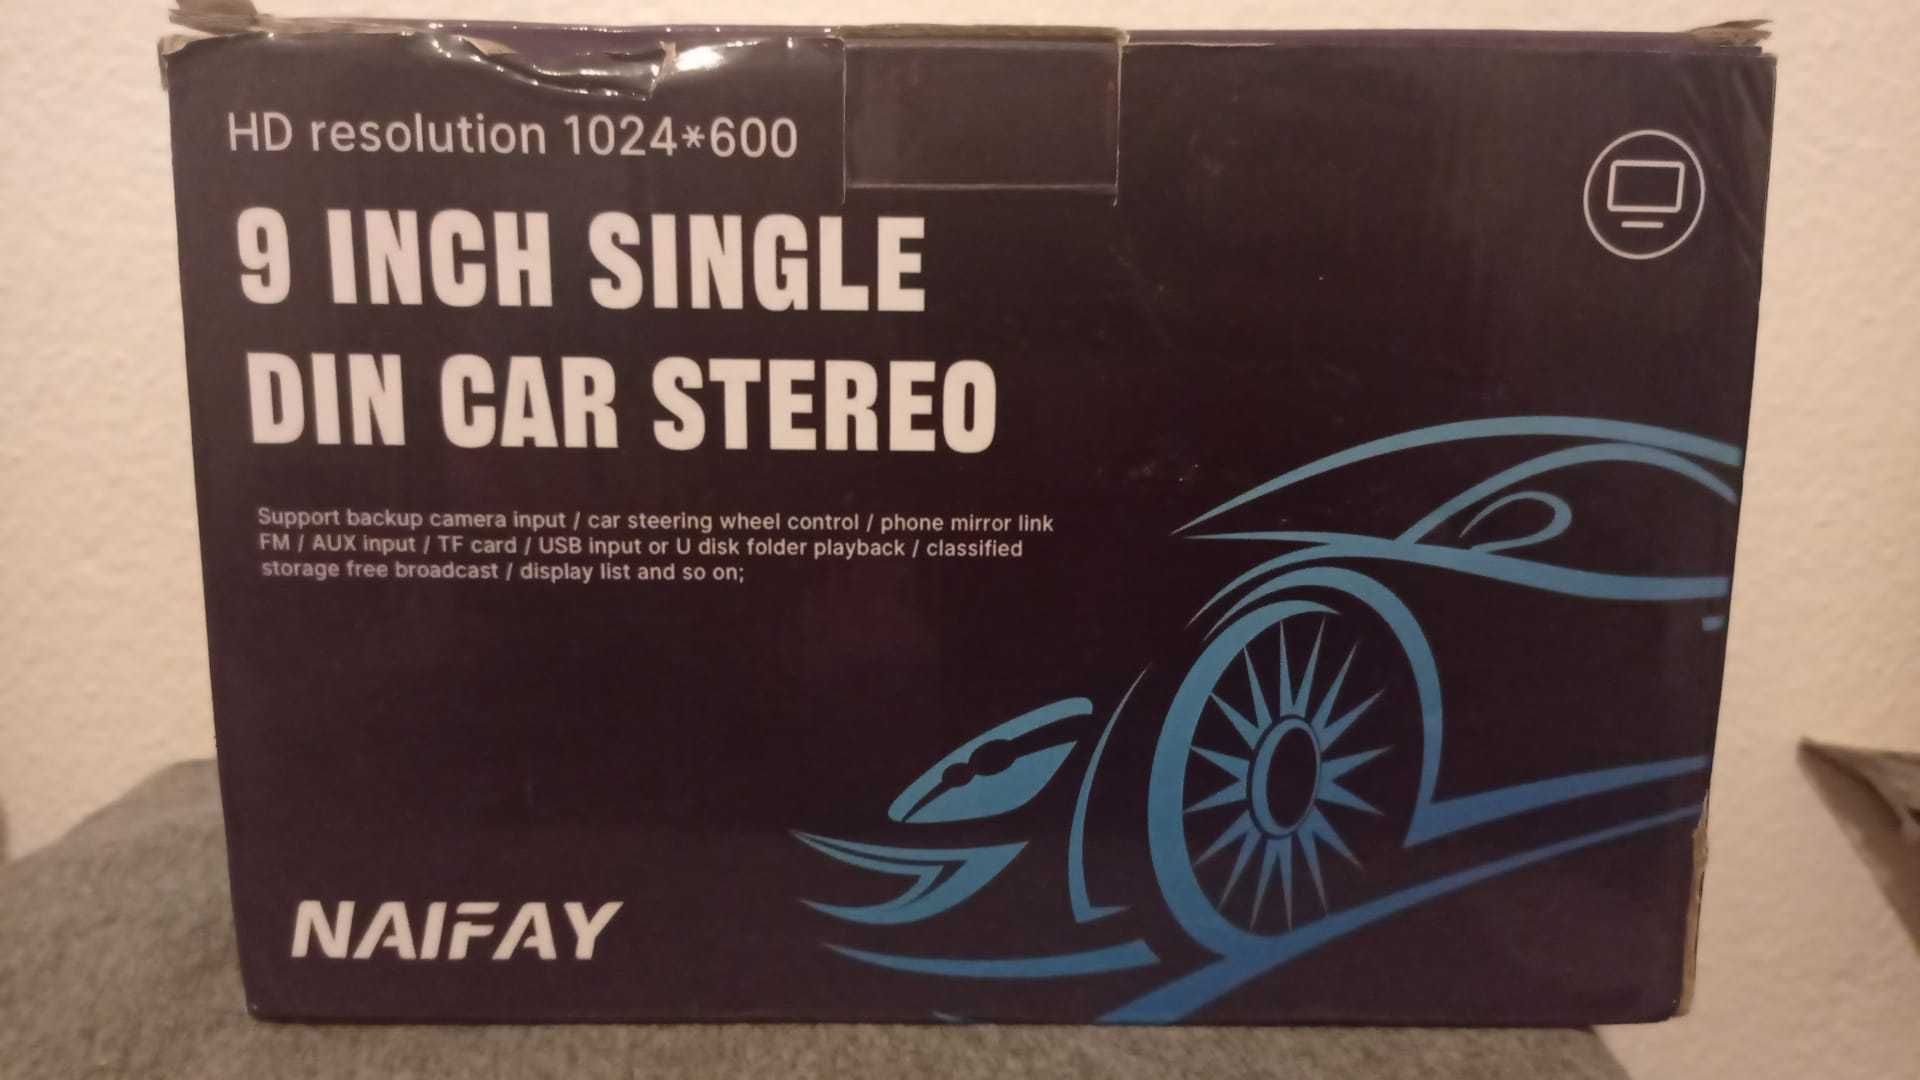 HD resolution 1024*600
9 INCH SINGLE
DIN CAR STEREO
Support backup camera input / car steering wheel control / phone mirror link
FM / AUX input / TF card / USB input or U disk folder playback / classified
storage free broadcast / display list and so on;
NAIFAY